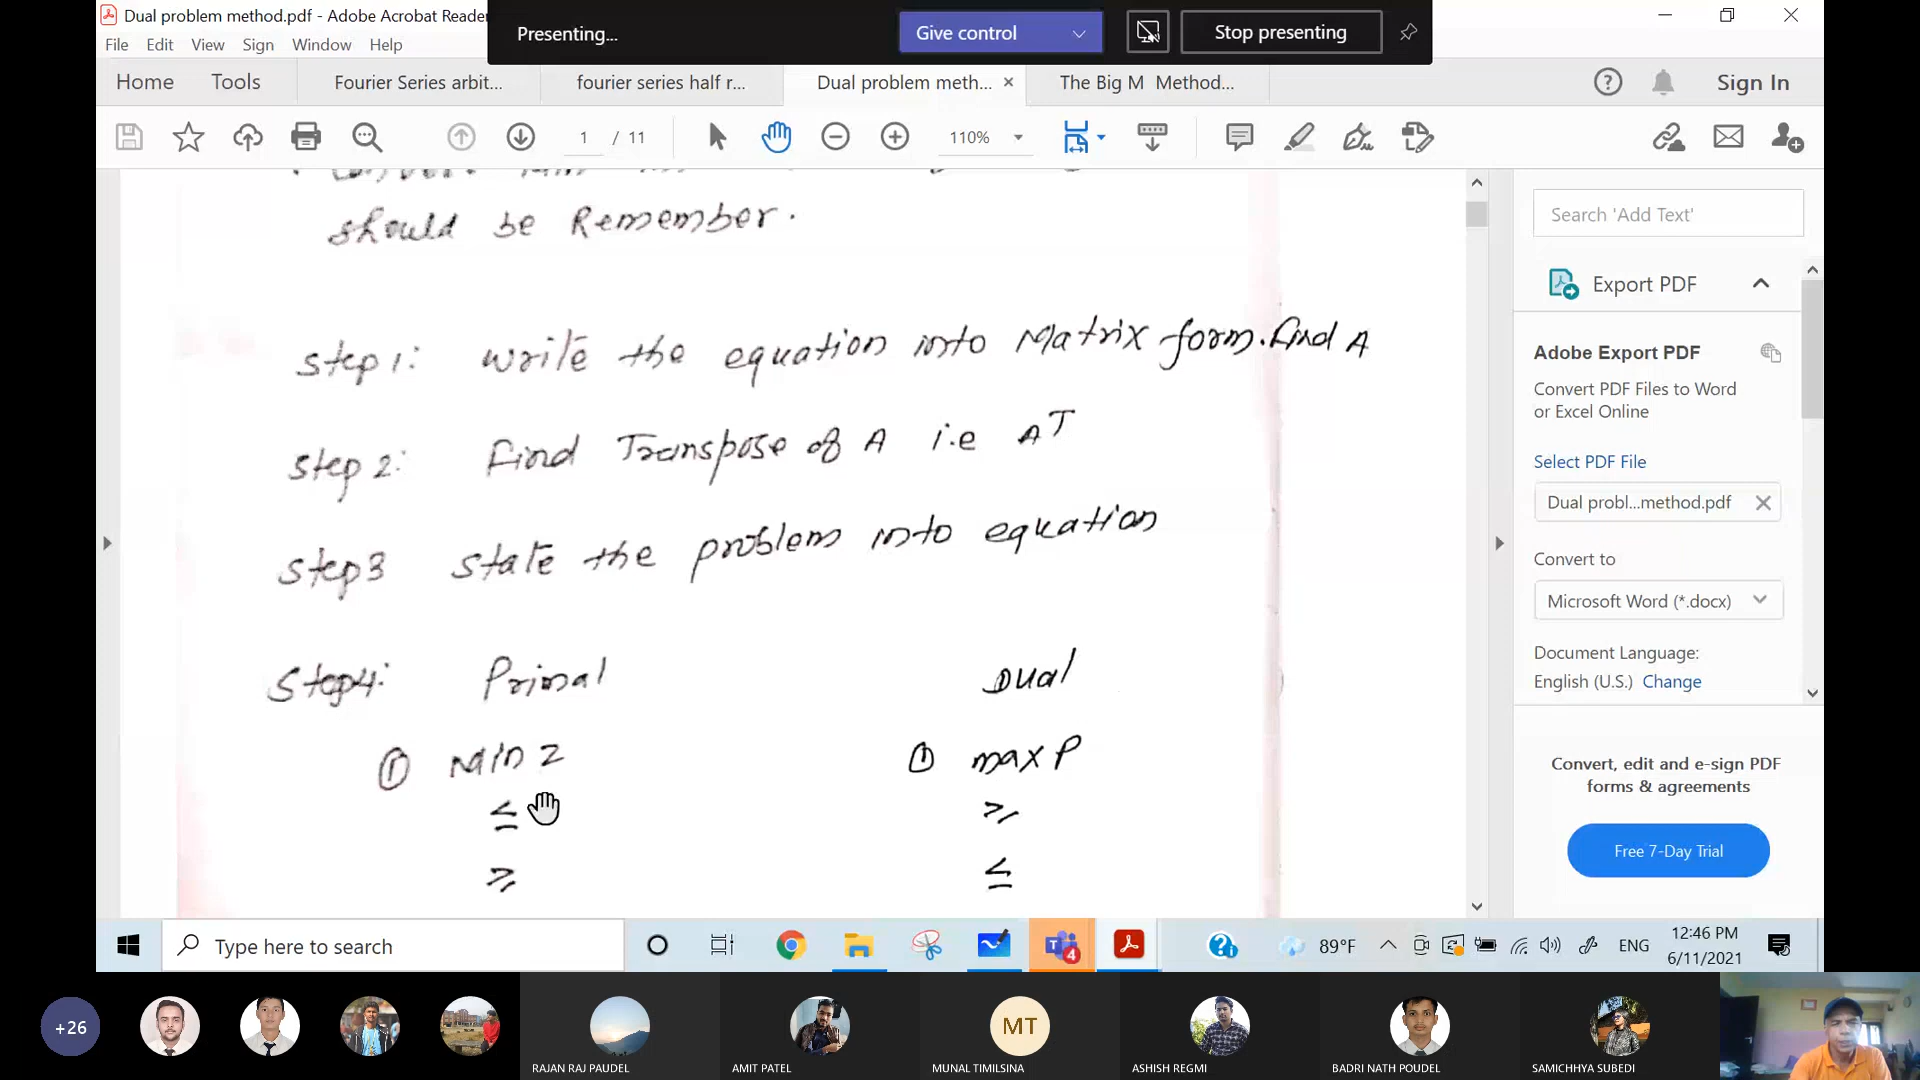 Dual problem method.pdf - Adobe Acrobat Reade
Presenting...
Give control
Stop presenting
File Edit View Sign Window Help
Home Tools Fourier Series arbit... fourier series half r... Dual problem meth... × The Big M Method... Sign In
1 / 11 110%
should be Remember.
Step 1: Write the equation into Matrix form. find A
Step 2: find Transpose of A i.e A^T
Step 3 State the problem into equation
Step 4: Primal Dual
① Min Z ① max P
≤ ≥
≥ ≤
Search 'Add Text'
Export PDF
Adobe Export PDF
Convert PDF Files to Word
or Excel Online
Select PDF File
Dual probl...method.pdf
Convert to
Microsoft Word (*.docx)
Document Language:
English (U.S.) Change
Convert, edit and e-sign PDF
forms & agreements
Free 7-Day Trial
Type here to search
4
89°F
ENG
12:46 PM
6/11/2021
+26
MT
RAJAN RAJ PAUDEL AMIT PATEL MUNAL TIMILSINA ASHISH REGMI BADRI NATH POUDEL SAMICHHYA SUBEDI